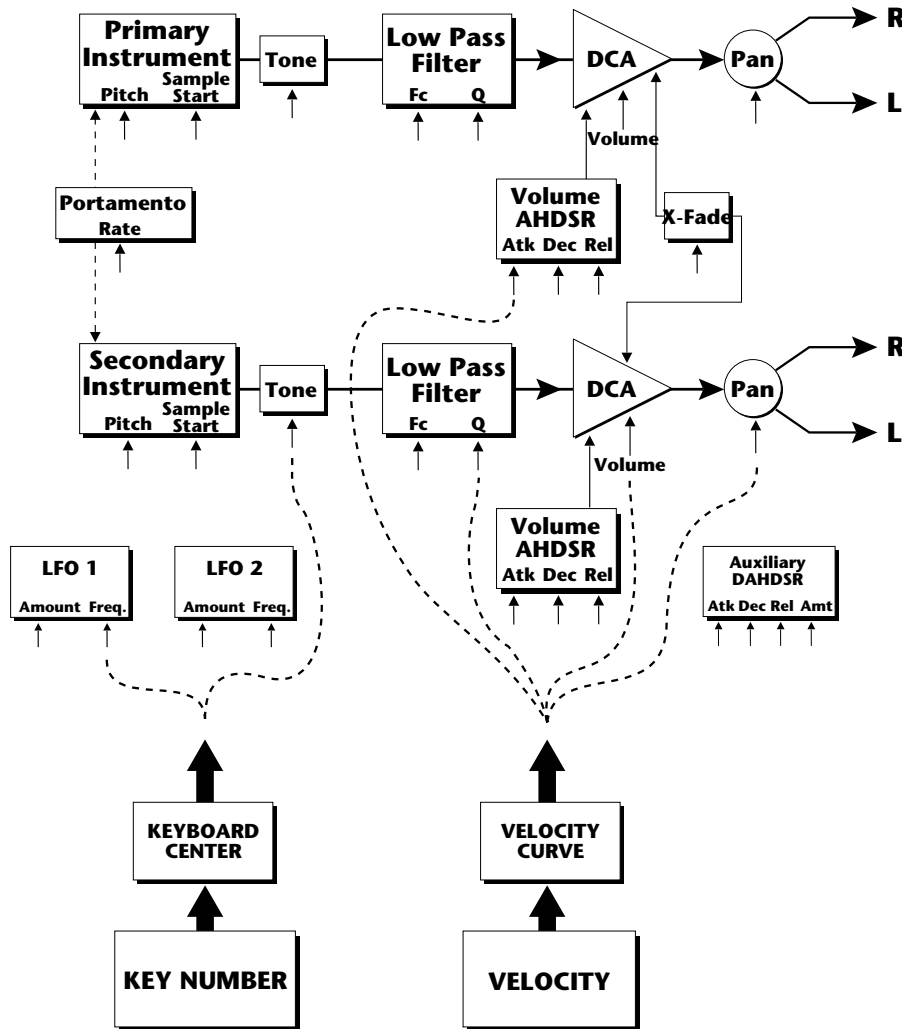 Primary
Instrument
Sample
Pitch Start
Tone
Low Pass
Filter
Fc Q
DCA
Pan
R
L
Volume
Portamento
Rate
Volume
AHDSR
Atk Dec Rel
X-Fade
Secondary
Instrument
Sample
Pitch Start
Tone
Low Pass
Filter
Fc Q
DCA
Pan
R
L
Volume
Volume
AHDSR
Atk Dec Rel
LFO 1
Amount Freq.
LFO 2
Amount Freq.
Auxiliary
DAHDSR
Atk Dec Rel Amt
KEYBOARD
CENTER
VELOCITY
CURVE
KEY NUMBER
VELOCITY